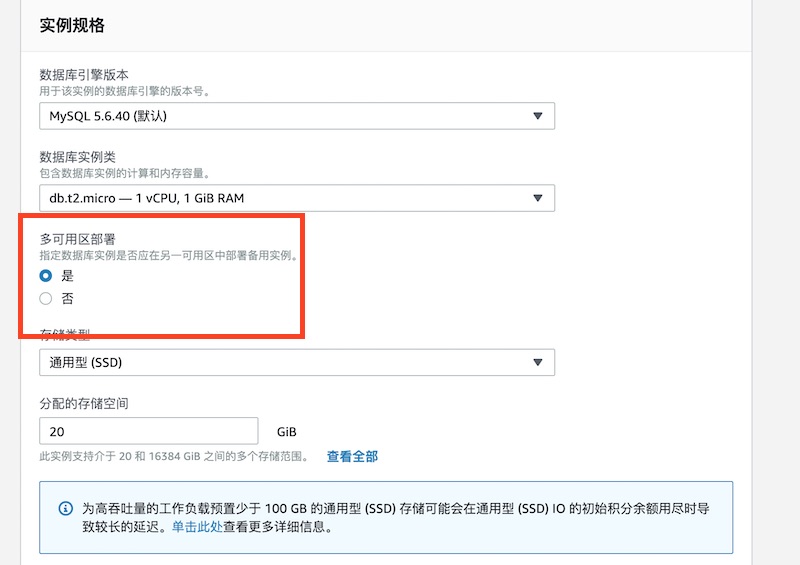 实例规格
数据库引擎版本
用于该实例的数据库引擎的版本号。
MySQL 5.6.40 (默认)
数据库实例类
包含数据库实例的计算和内存容量。
db.t2.micro — 1 vCPU, 1 GiB RAM
多可用区部署
指定数据库实例是否应在另一可用区中部署备用实例。
是
否
存储类型
通用型 (SSD)
分配的存储空间
20 GiB
此实例支持介于 20 和 16384 GiB 之间的多个存储范围。 查看全部
为高吞吐量的工作负载预置少于 100 GB 的通用型 (SSD) 存储可能会在通用型 (SSD) IO 的初始积分余额用尽时导
致较长的延迟。单击此处查看更多详细信息。